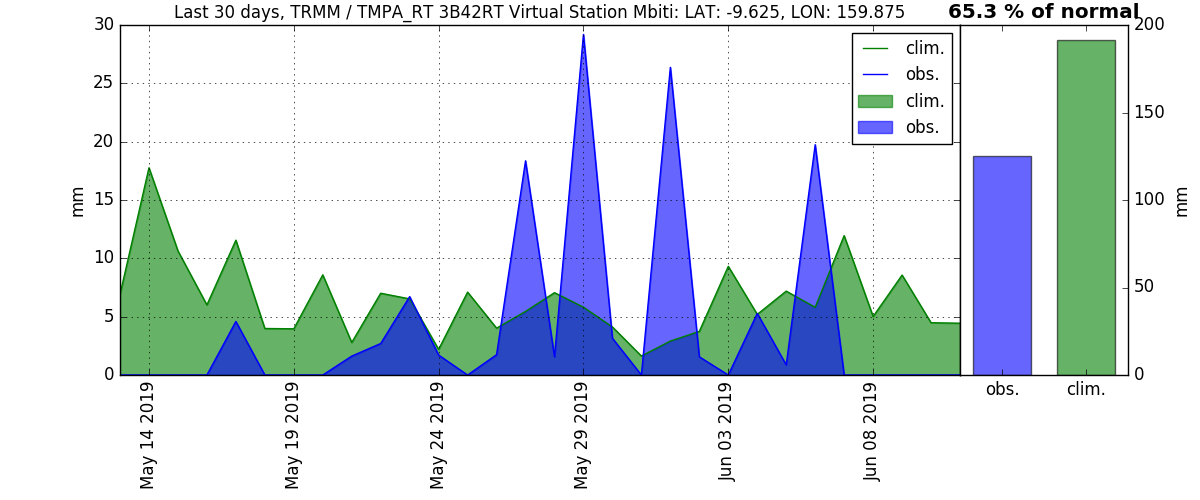 Last 30 days, TRMM / TMPA_RT 3B42RT Virtual Station Mbiti: LAT: -9.625, LON: 159.875
65.3 % of normal
30
25
20
15
10
5
0
mm
clim.
obs.
clim.
obs.
May 14 2019
May 19 2019
May 24 2019
May 29 2019
Jun 03 2019
Jun 08 2019
200
150
100
50
0
mm
obs.
clim.